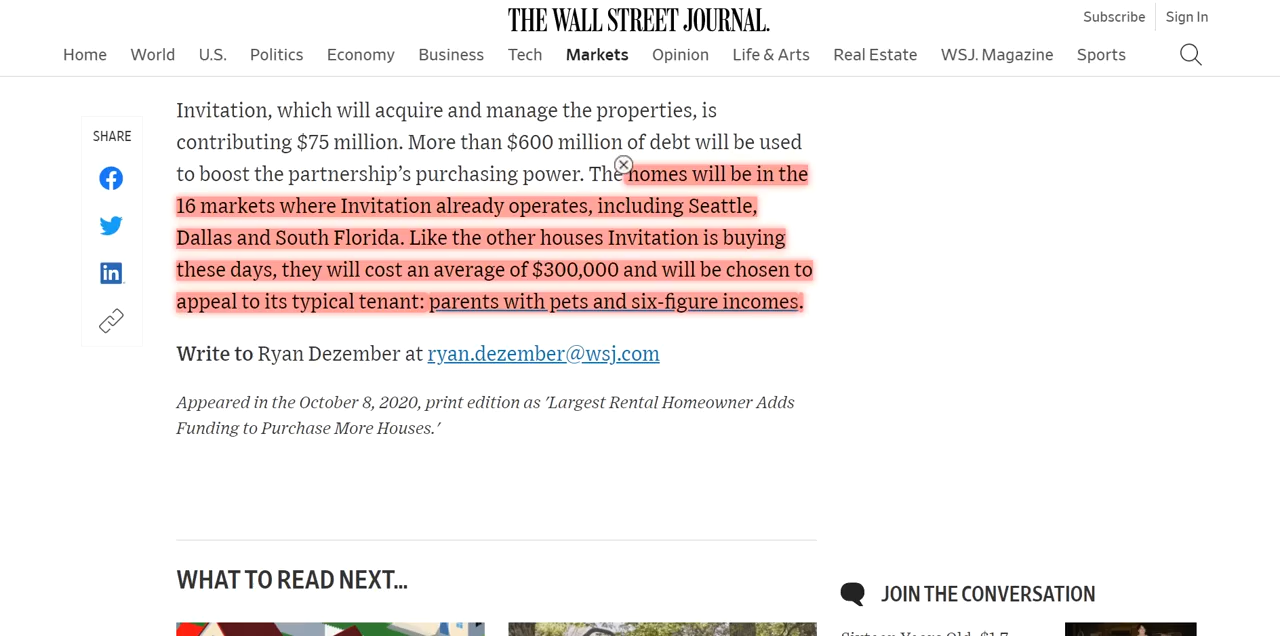 THE WALL STREET JOURNAL.
Subscribe
Sign In
Home World U.S. Politics Economy Business Tech Markets Opinion Life & Arts Real Estate WSJ. Magazine Sports
SHARE
Invitation, which will acquire and manage the properties, is
contributing $75 million. More than $600 million of debt will be used
to boost the partnership’s purchasing power. The homes will be in the
16 markets where Invitation already operates, including Seattle,
Dallas and South Florida. Like the other houses Invitation is buying
these days, they will cost an average of $300,000 and will be chosen to
appeal to its typical tenant: parents with pets and six-figure incomes.
Write to Ryan Dezember at ryan.dezember@wsj.com
Appeared in the October 8, 2020, print edition as 'Largest Rental Homeowner Adds
Funding to Purchase More Houses.'
WHAT TO READ NEXT...
JOIN THE CONVERSATION
Sixteen Years Old, $1.7